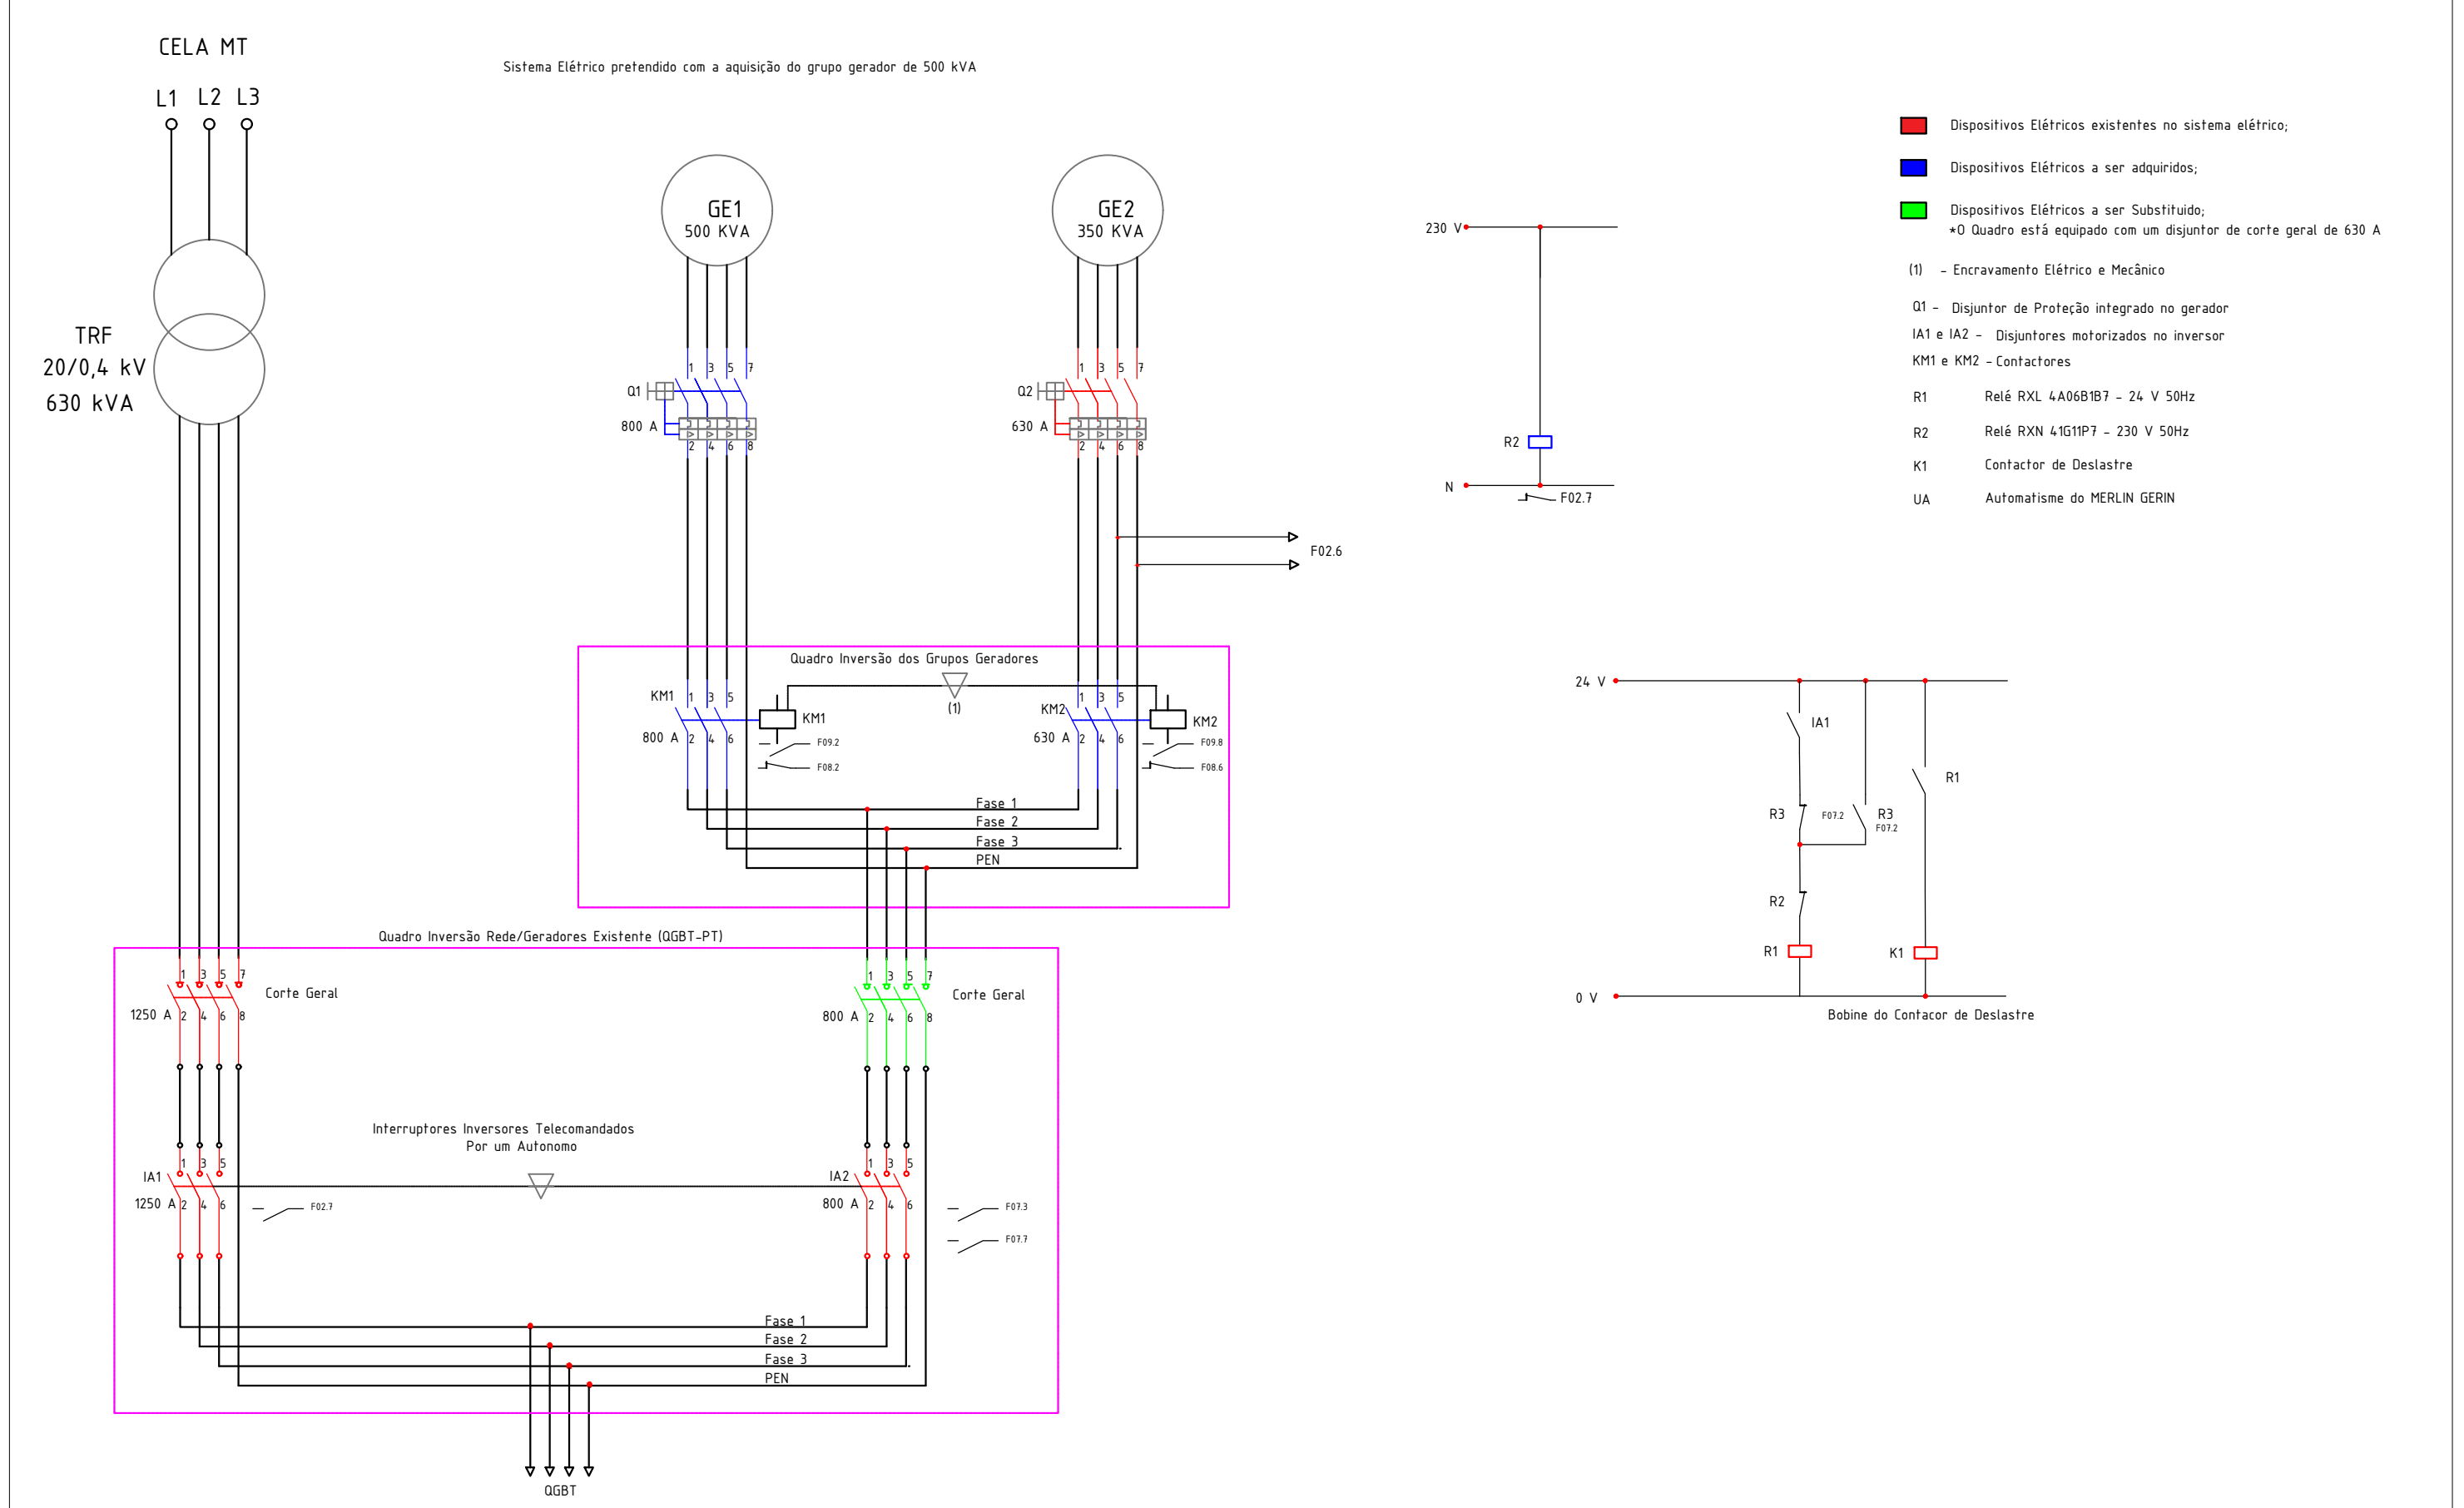 CELA MT
L1 L2 L3
TRF
20/0,4 kV
630 kVA
Sistema Elétrico pretendido com a aquisição do grupo gerador de 500 kVA
GE1
500 KVA
GE2
350 KVA
Q1
1 3 5 7
800 A
2 4 6 8
Q2
1 3 5 7
630 A
2 4 6 8
F02.6
230 V
R2
N
F02.7
Dispositivos Elétricos existentes no sistema elétrico;
Dispositivos Elétricos a ser adquiridos;
Dispositivos Elétricos a ser Substituido;
*O Quadro está equipado com um disjuntor de corte geral de 630 A
(1) - Encravamento Elétrico e Mecânico
Q1 - Disjuntor de Proteção integrado no gerador
IA1 e IA2 - Disjuntores motorizados no inversor
KM1 e KM2 - Contactores
R1 Relé RXL 4A06B1B7 - 24 V 50Hz
R2 Relé RXN 41G11P7 - 230 V 50Hz
K1 Contactor de Deslastre
UA Automatisme do MERLIN GERIN
Quadro Inversão dos Grupos Geradores
(1)
KM1
1 3 5
KM1
800 A
2 4 6
F09.2
F08.2
KM2
1 3 5
KM2
630 A
2 4 6
F09.8
F08.6
Fase 1
Fase 2
Fase 3
PEN
24 V
IA1
R1
R3
F07.2
R3
F07.2
R2
R1
K1
0 V
Bobine do Contacor de Deslastre
Quadro Inversão Rede/Geradores Existente (QGBT-PT)
1 3 5 7
Corte Geral
1250 A
2 4 6 8
1 3 5 7
Corte Geral
800 A
2 4 6 8
Interruptores Inversores Telecomandados
Por um Autonomo
IA1
1 3 5
1250 A
2 4 6
F02.7
IA2
1 3 5
800 A
2 4 6
F07.3
F07.7
Fase 1
Fase 2
Fase 3
PEN
QGBT